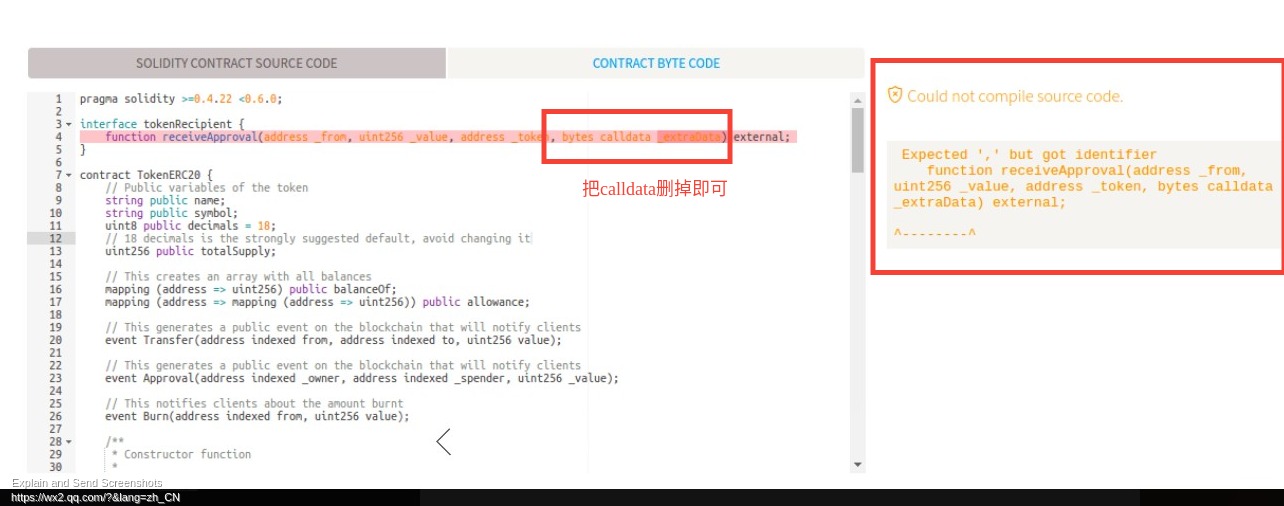 SOLIDITY CONTRACT SOURCE CODE
CONTRACT BYTE CODE
1 pragma solidity >=0.4.22 <0.6.0;
2
3 interface tokenRecipient {
4 function receiveApproval(address _from, uint256 _value, address _token, bytes calldata _extraData) external;
5 }
6
7 contract TokenERC20 {
8 // Public variables of the token
9 string public name;
10 string public symbol;
11 uint8 public decimals = 18;
12 // 18 decimals is the strongly suggested default, avoid changing it
13 uint256 public totalSupply;
14
15 // This creates an array with all balances
16 mapping (address => uint256) public balanceOf;
17 mapping (address => mapping (address => uint256)) public allowance;
18
19 // This generates a public event on the blockchain that will notify clients
20 event Transfer(address indexed from, address indexed to, uint256 value);
21
22 // This generates a public event on the blockchain that will notify clients
23 event Approval(address indexed _owner, address indexed _spender, uint256 _value);
24
25 // This notifies clients about the amount burnt
26 event Burn(address indexed from, uint256 value);
27
28 /**
29 * Constructor function
30 *
把calldata删掉即可
Could not compile source code.
Expected ',' but got identifier
function receiveApproval(address _from,
uint256 _value, address _token, bytes calldata
_extraData) external;
^--------^
Explain and Send Screenshots
https://wx2.qq.com/?&lang=zh_CN